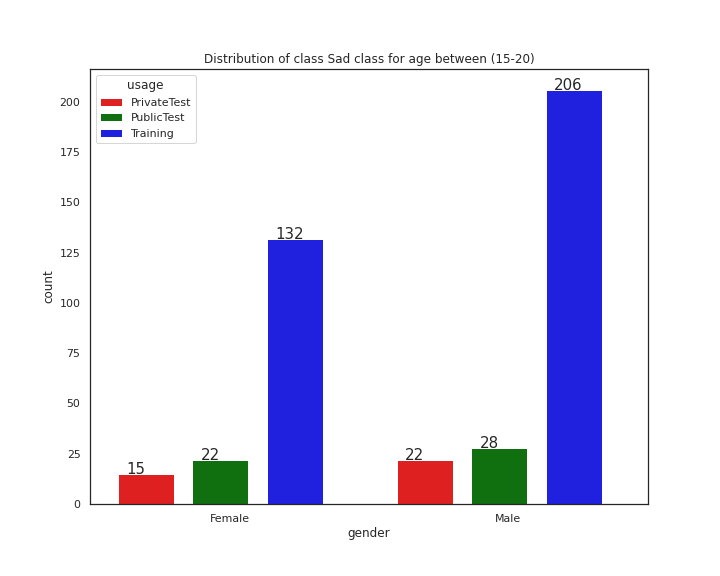 Distribution of class Sad class for age between (15-20)
usage
PrivateTest
PublicTest
Training
count
200
175
150
125
100
75
50
25
0
15
22
132
22
28
206
Female
Male
gender